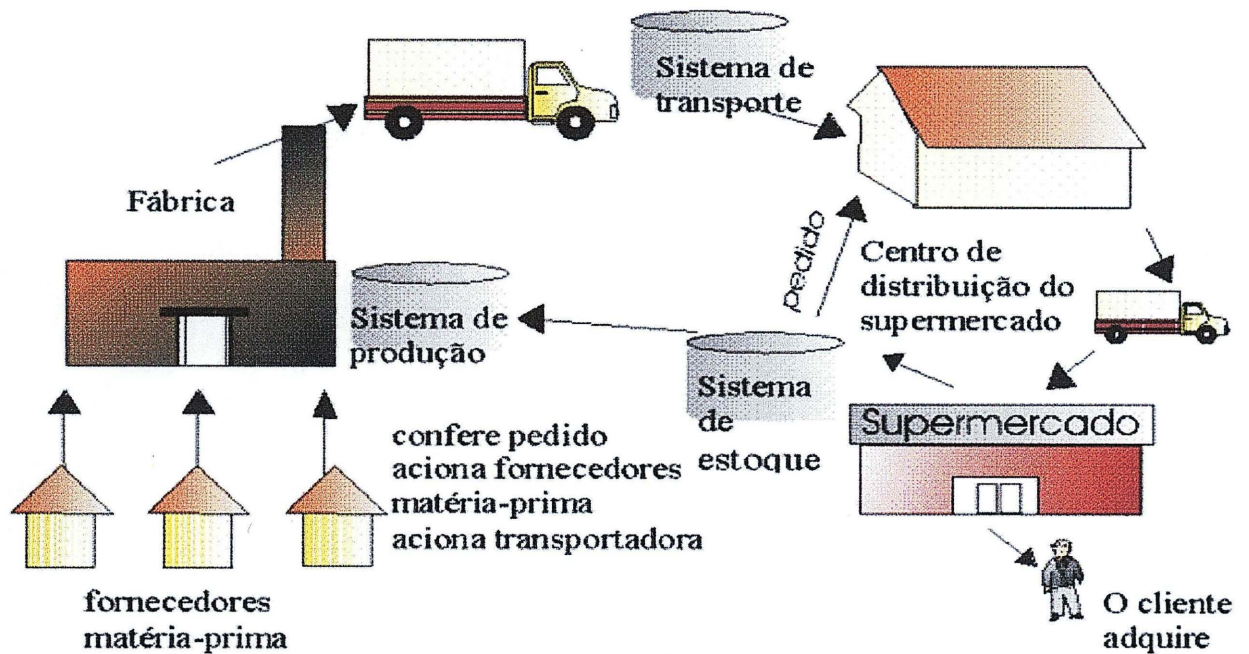 Sistema de
transporte
Fábrica
pedido
Centro de
distribuição do
supermercado
Sistema de
produção
Sistema
de
estoque
Supermercado
confere pedido
aciona fornecedores
matéria-prima
aciona transportadora
fornecedores
matéria-prima
O cliente
adquire